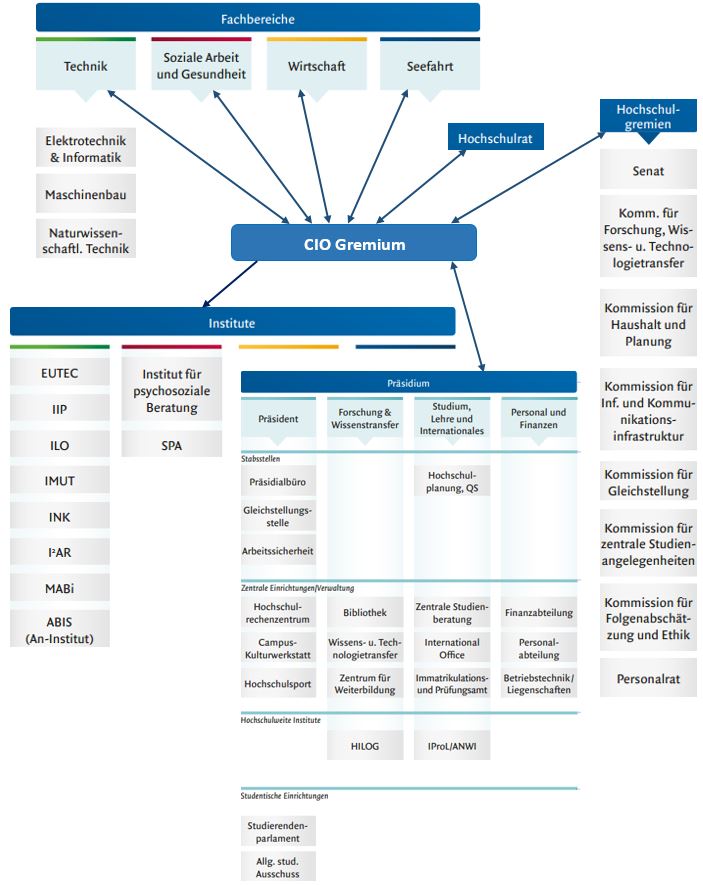 Fachbereiche
Technik
Soziale Arbeit
und Gesundheit
Wirtschaft
Seefahrt
Elektrotechnik
& Informatik
Maschinenbau
Naturwissen-
schaftl. Technik
Hochschulrat
Hochschul-
gremien
Senat
Komm. für
Forschung, Wis-
sens- u. Techno-
logietransfer
Kommission für
Haushalt und
Planung
Kommission für
Inf. und Kommu-
nikations-
infrastruktur
Kommission für
Gleichstellung
Kommission für
zentrale Studien-
angelegenheiten
Kommission für
Folgenabschät-
zung und Ethik
Personalrat
CIO Gremium
Institute
EUTEC
IIP
ILO
IMUT
INK
I²AR
MABi
ABIS
(An-Institut)
Institut für
psychosoziale
Beratung
SPA
Präsidium
Präsident
Forschung &
Wissenstransfer
Studium,
Lehre und
Internationales
Personal und
Finanzen
Stabsstellen
Präsidialbüro
Hochschul-
planung, QS
Gleichstellungs-
stelle
Arbeitssicherheit
Zentrale Einrichtungen/Verwaltung
Hochschul-
rechenzentrum
Bibliothek
Zentrale Studien-
beratung
Finanzabteilung
Campus-
Kulturwerkstatt
Wissens- u. Tech-
nologietransfer
International
Office
Personal-
abteilung
Hochschulsport
Zentrum für
Weiterbildung
Immatrikulations-
und Prüfungsamt
Betriebstechnik/
Liegenschaften
Hochschulweite Institute
HILOG
IProL/ANWI
Studentische Einrichtungen
Studierenden-
parlament
Allg. stud.
Ausschuss